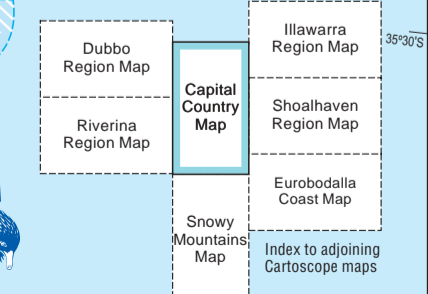 Illawarra
Region Map
35°30'S
Dubbo
Region Map
Capital
Country
Map
Shoalhaven
Region Map
Riverina
Region Map
Eurobodalla
Coast Map
Snowy
Mountains
Map
Index to adjoining
Cartoscope maps